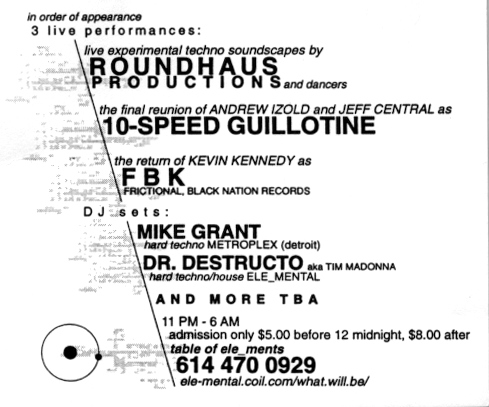 in order of appearance
3 live performances:
live experimental techno soundscapes by
ROUNDHAUS
PRODUCTIONS and dancers
the final reunion of ANDREW IZOLD and JEFF CENTRAL as
10-SPEED GUILLOTINE
the return of KEVIN KENNEDY as
FBK
FRICTIONAL, BLACK NATION RECORDS
DJ sets:
MIKE GRANT
hard techno METROPLEX (detroit)
DR. DESTRUCTO aka TIM MADONNA
hard techno/house ELE_MENTAL
AND MORE TBA
11 PM - 6 AM
admission only $5.00 before 12 midnight, $8.00 after
table of ele_ments
614 470 0929
ele-mental.coil.com/what.will.be/